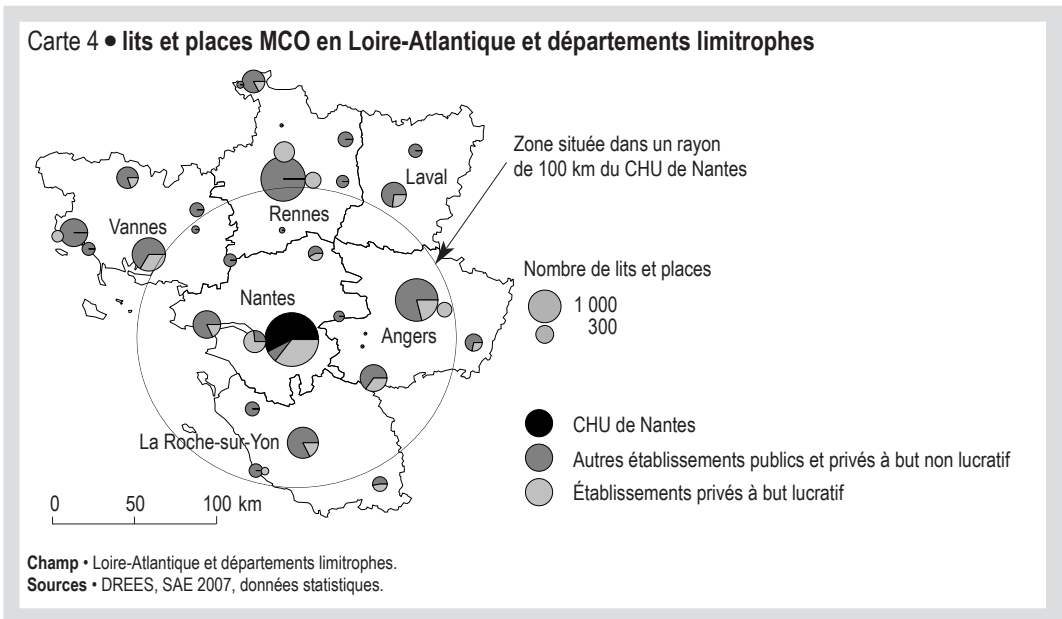 Carte 4 • lits et places MCO en Loire-Atlantique et départements limitrophes
Zone située dans un rayon
de 100 km du CHU de Nantes
Laval
Rennes
Vannes
Nombre de lits et places
1 000
300
Nantes
Angers
La Roche-sur-Yon
CHU de Nantes
Autres établissements publics et privés à but non lucratif
Établissements privés à but lucratif
0 50 100 km
Champ • Loire-Atlantique et départements limitrophes.
Sources • DREES, SAE 2007, données statistiques.